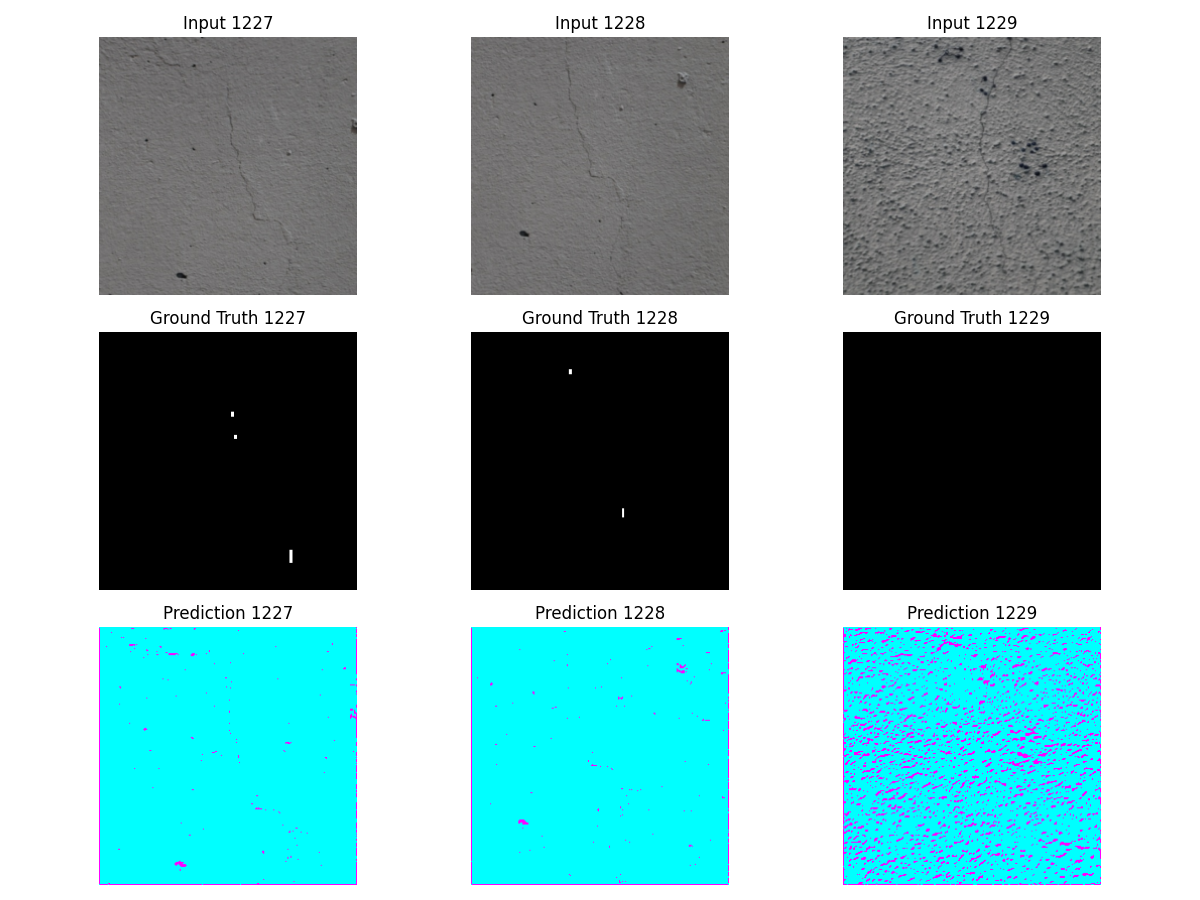 Input 1227
Input 1228
Input 1229
Ground Truth 1227
Ground Truth 1228
Ground Truth 1229
Prediction 1227
Prediction 1228
Prediction 1229